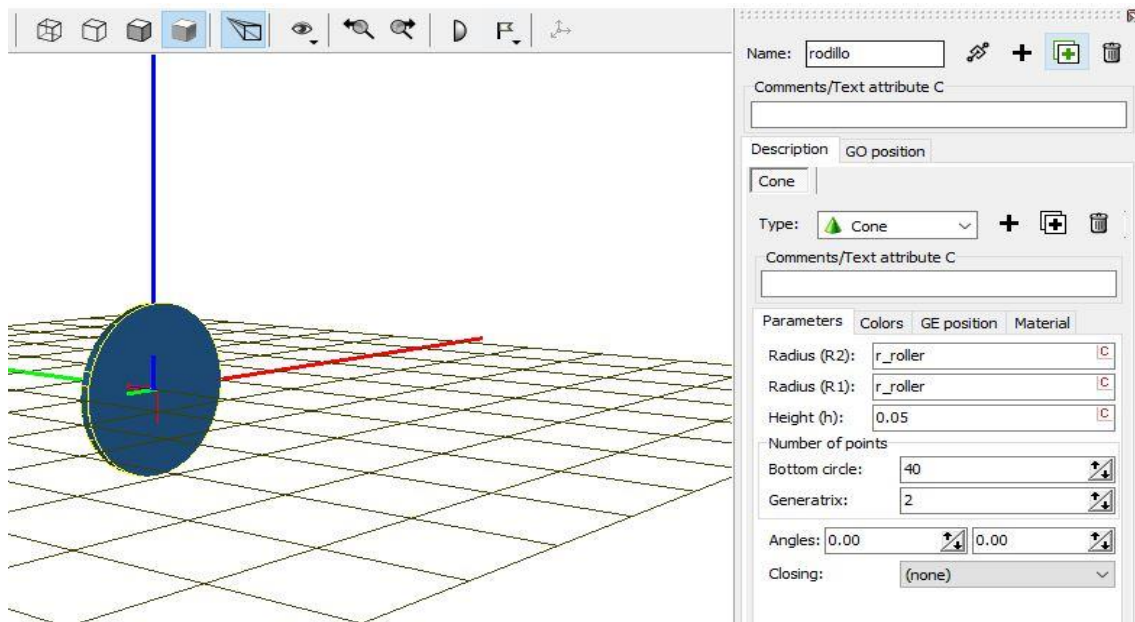 Name: rodillo
Comments/Text attribute C
Description GO position
Cone
Type: Cone
Comments/Text attribute C
Parameters Colors GE position Material
Radius (R2): r_roller C
Radius (R1): r_roller C
Height (h): 0.05 C
Number of points
Bottom circle: 40
Generatrix: 2
Angles: 0.00 0.00
Closing: (none)